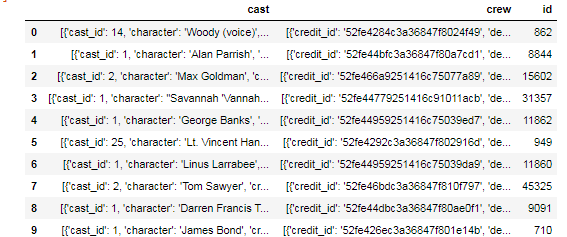 cast crew id
0 [{'cast_id': 14, 'character': 'Woody (voice)',... [{'credit_id': '52fe4284c3a36847f8024f49', 'de... 862
1 [{'cast_id': 1, 'character': 'Alan Parrish', '... [{'credit_id': '52fe44bfc3a36847f80a7cd1', 'de... 8844
2 [{'cast_id': 2, 'character': 'Max Goldman', 'c... [{'credit_id': '52fe466a9251416c75077a89', 'de... 15602
3 [{'cast_id': 1, 'character': "Savannah 'Vannah... [{'credit_id': '52fe44779251416c91011acb', 'de... 31357
4 [{'cast_id': 1, 'character': 'George Banks', '... [{'credit_id': '52fe44959251416c75039ed7', 'de... 11862
5 [{'cast_id': 25, 'character': 'Lt. Vincent Han... [{'credit_id': '52fe4292c3a36847f802916d', 'de... 949
6 [{'cast_id': 1, 'character': 'Linus Larrabee',... [{'credit_id': '52fe44959251416c75039da9', 'de... 11860
7 [{'cast_id': 2, 'character': 'Tom Sawyer', 'cr... [{'credit_id': '52fe46bdc3a36847f810f797', 'de... 45325
8 [{'cast_id': 1, 'character': 'Darren Francis T... [{'credit_id': '52fe44dbc3a36847f80ae0f1', 'de... 9091
9 [{'cast_id': 1, 'character': 'James Bond', 'cr... [{'credit_id': '52fe426ec3a36847f801e14b', 'de... 710